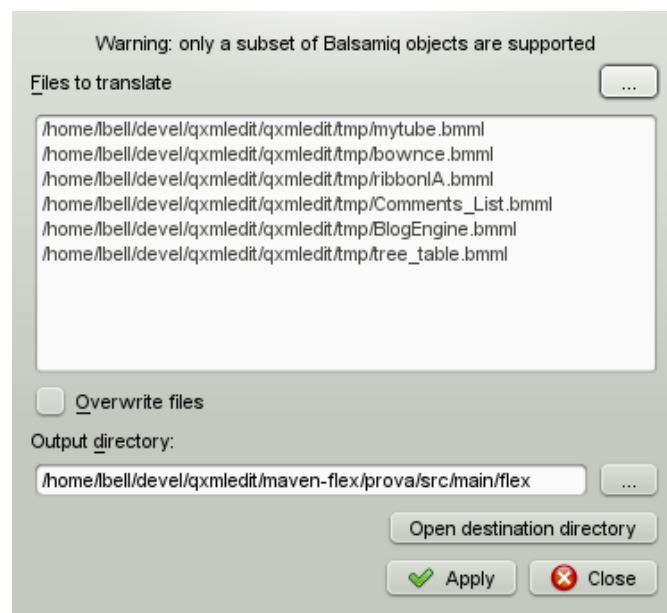 Warning: only a subset of Balsamiq objects are supported
Files to translate
...
/home/lbell/devel/qxmledit/qxmledit/tmp/mytube.bmml
/home/lbell/devel/qxmledit/qxmledit/tmp/bownce.bmml
/home/lbell/devel/qxmledit/qxmledit/tmp/ribbonIA.bmml
/home/lbell/devel/qxmledit/qxmledit/tmp/Comments_List.bmml
/home/lbell/devel/qxmledit/qxmledit/tmp/BlogEngine.bmml
/home/lbell/devel/qxmledit/qxmledit/tmp/tree_table.bmml
Overwrite files
Output directory:
/home/lbell/devel/qxmledit/maven-flex/prova/src/main/flex ...
Open destination directory
Apply Close